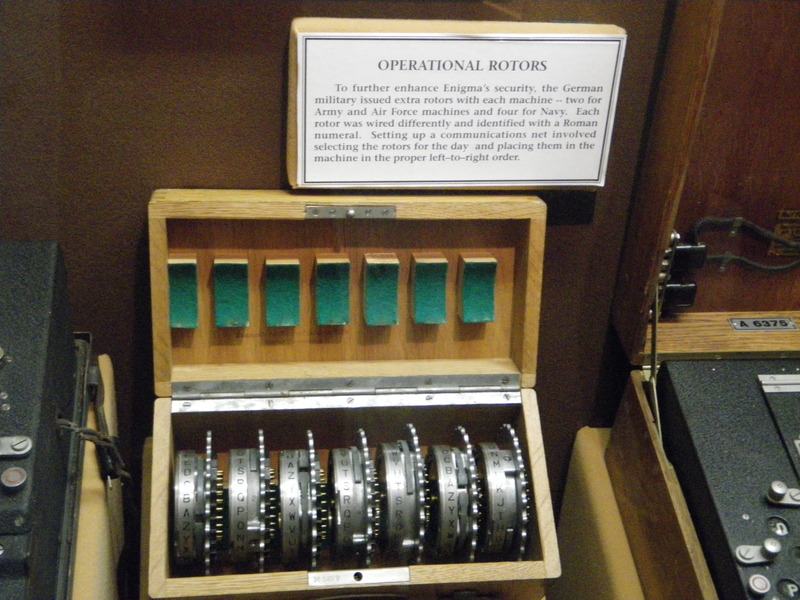 OPERATIONAL ROTORS
To further enhance Enigma's security, the German
military issued extra rotors with each machine -- two for
Army and Air Force machines and four for Navy. Each
rotor was wired differently and identified with a Roman
numeral. Setting up a communications net involved
selecting the rotors for the day and placing them in the
machine in the proper left-to-right order.
A 6375